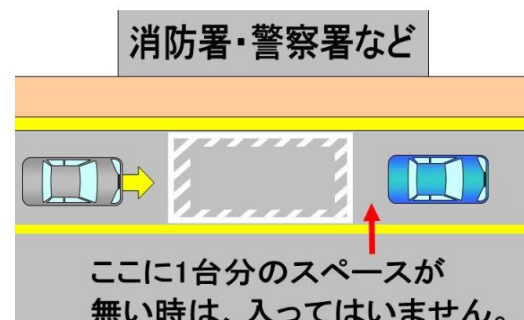 消防署・警察署など
ここに1台分のスペースが
無い時は、入ってはいません。